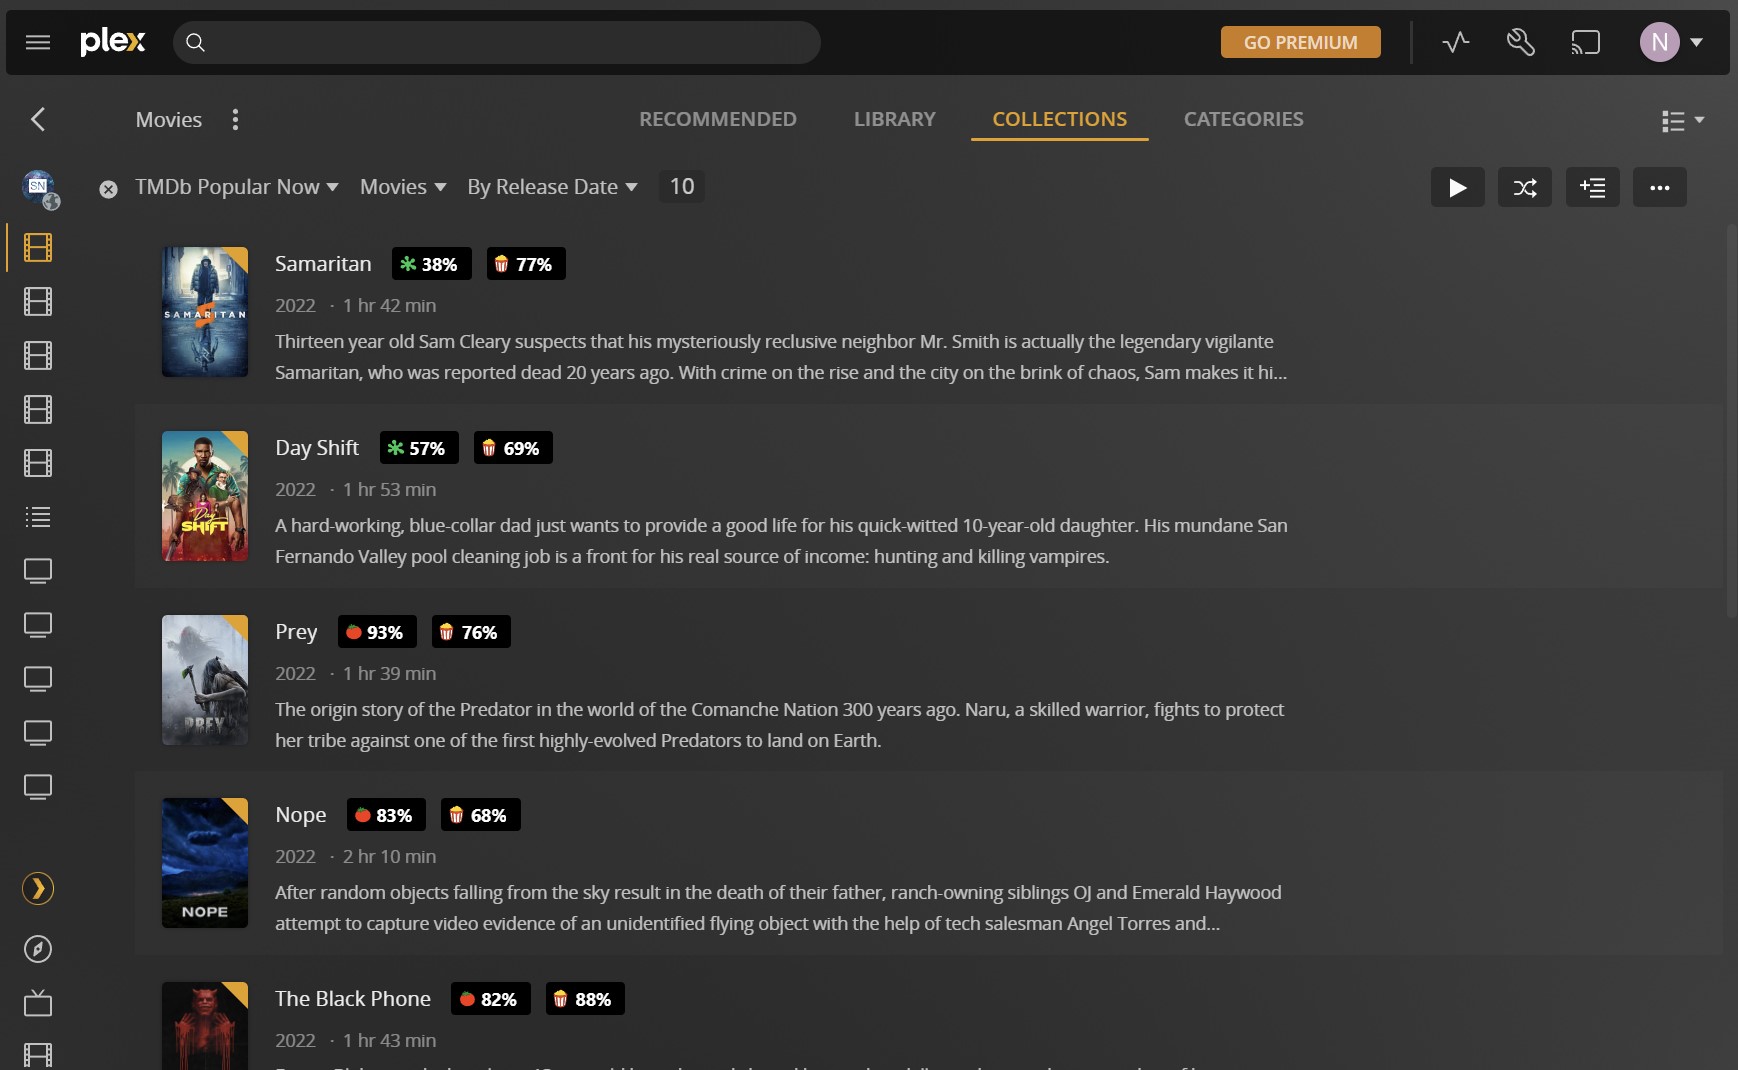 plex
GO PREMIUM
N
Movies
RECOMMENDED
LIBRARY
COLLECTIONS
CATEGORIES
SN
TMDb Popular Now
Movies
By Release Date
10
SAMARITAN
Samaritan
38%
77%
2022 · 1 hr 42 min
Thirteen year old Sam Cleary suspects that his mysteriously reclusive neighbor Mr. Smith is actually the legendary vigilante
Samaritan, who was reported dead 20 years ago. With crime on the rise and the city on the brink of chaos, Sam makes it hi...
Day
SHIFT
Day Shift
57%
69%
2022 · 1 hr 53 min
A hard-working, blue-collar dad just wants to provide a good life for his quick-witted 10-year-old daughter. His mundane San
Fernando Valley pool cleaning job is a front for his real source of income: hunting and killing vampires.
PREY
Prey
93%
76%
2022 · 1 hr 39 min
The origin story of the Predator in the world of the Comanche Nation 300 years ago. Naru, a skilled warrior, fights to protect
her tribe against one of the first highly-evolved Predators to land on Earth.
NOPE
Nope
83%
68%
2022 · 2 hr 10 min
After random objects falling from the sky result in the death of their father, ranch-owning siblings OJ and Emerald Haywood
attempt to capture video evidence of an unidentified flying object with the help of tech salesman Angel Torres and...
The Black Phone
82%
88%
2022 · 1 hr 43 min